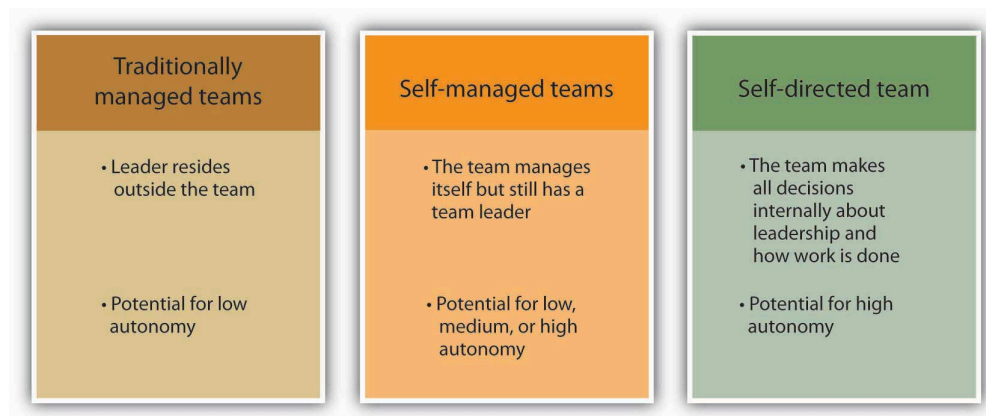 Traditionally
managed teams
• Leader resides
outside the team
• Potential for low
autonomy
Self-managed teams
• The team manages
itself but still has a
team leader
• Potential for low,
medium, or high
autonomy
Self-directed team
• The team makes
all decisions
internally about
leadership and
how work is done
• Potential for high
autonomy